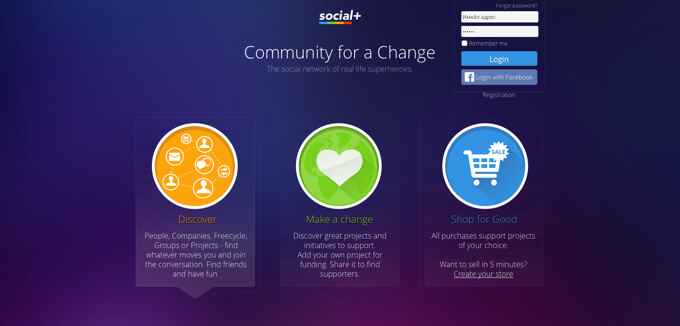 Forgot password?
social+
Имейл адрес
••••••
Remember-me
Login
Login with Facebook
Registration
Community for a Change
The social network of real life superheroes.
SALE
Discover
People, Companies, Freecycle,
Groups or Projects - find
whatever moves you and join
the conversation. Find friends
and have fun.
Make a change
Discover great projects and
initiatives to support.
Add your own project for
funding. Share it to find
supporters.
Shop for Good
All purchases support projects
of your choice.
Want to sell in 5 minutes?
Create your store